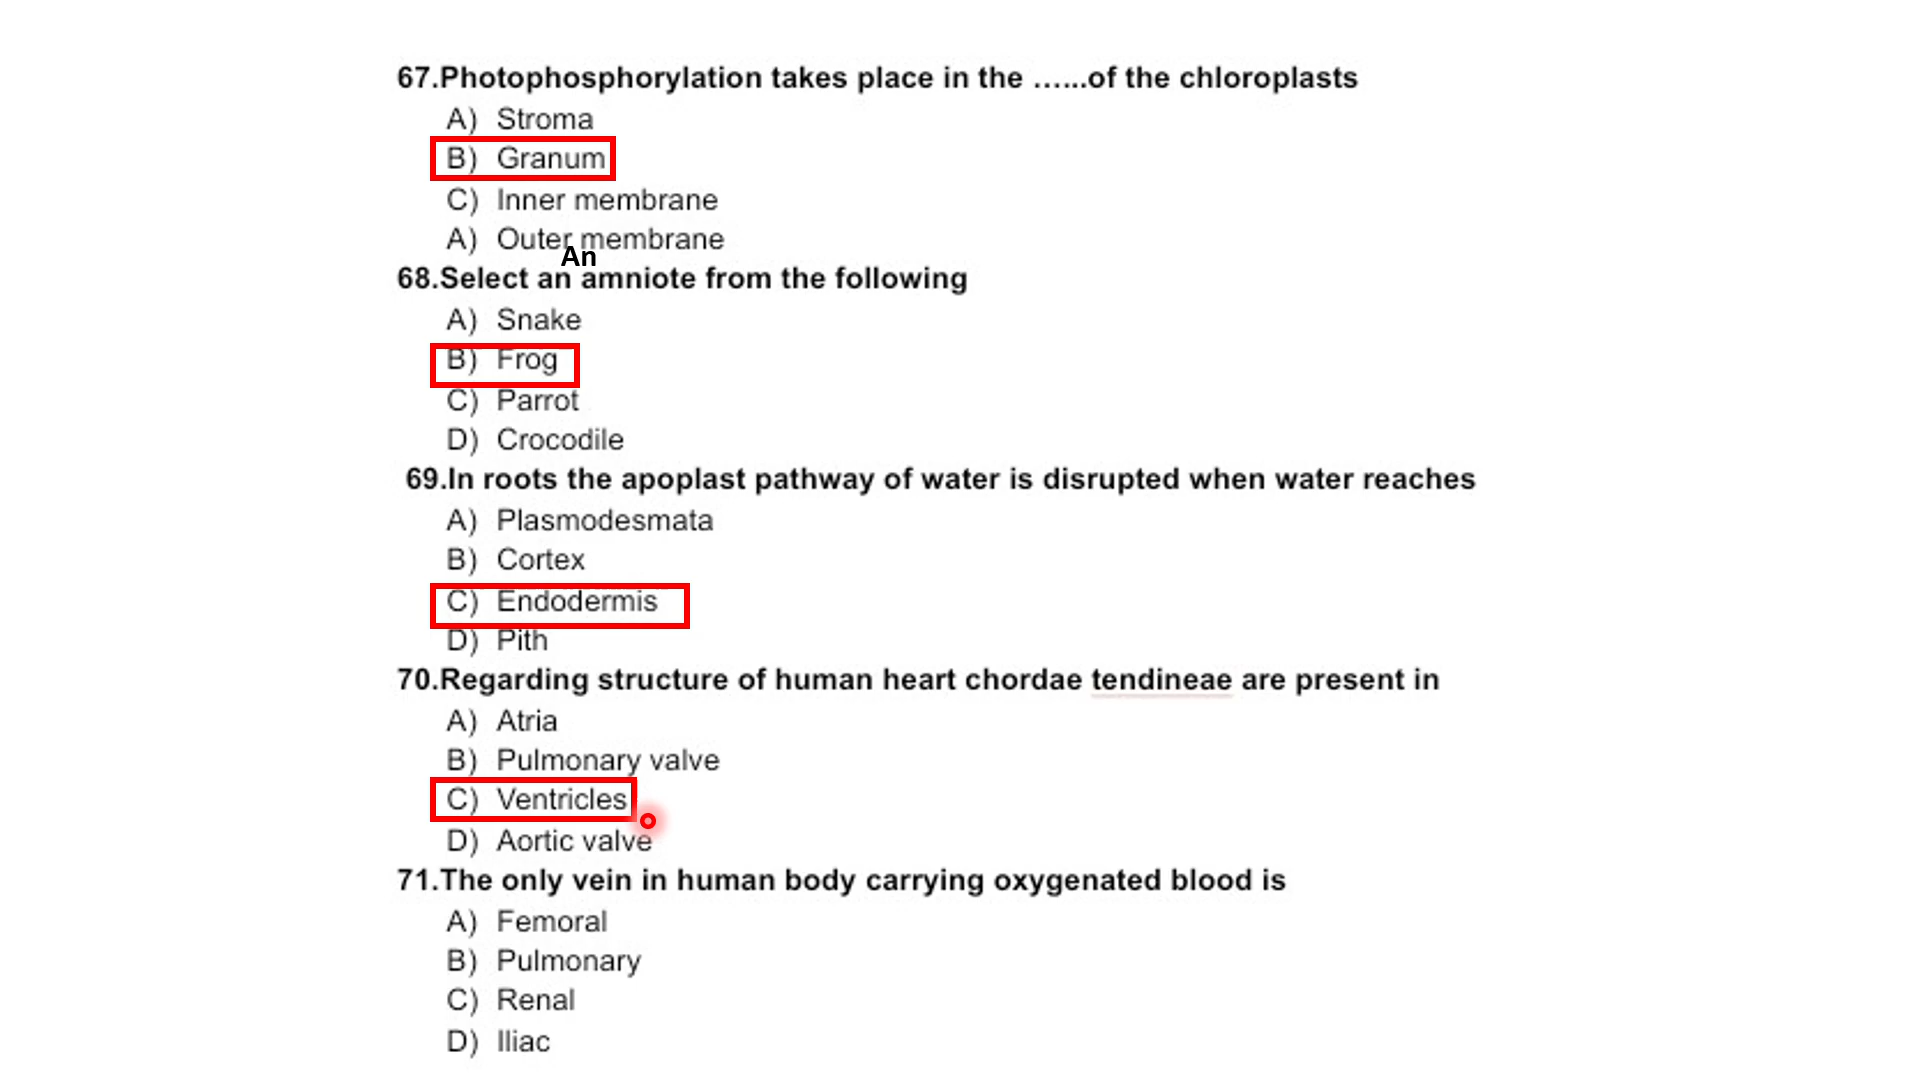 67.Photophosphorylation takes place in the …...of the chloroplasts
A) Stroma
B) Granum
C) Inner membrane
A) Outer membrane
An
68.Select an amniote from the following
A) Snake
B) Frog
C) Parrot
D) Crocodile
69.In roots the apoplast pathway of water is disrupted when water reaches
A) Plasmodesmata
B) Cortex
C) Endodermis
D) Pith
70.Regarding structure of human heart chordae tendineae are present in
A) Atria
B) Pulmonary valve
C) Ventricles
D) Aortic valve
71.The only vein in human body carrying oxygenated blood is
A) Femoral
B) Pulmonary
C) Renal
D) Iliac